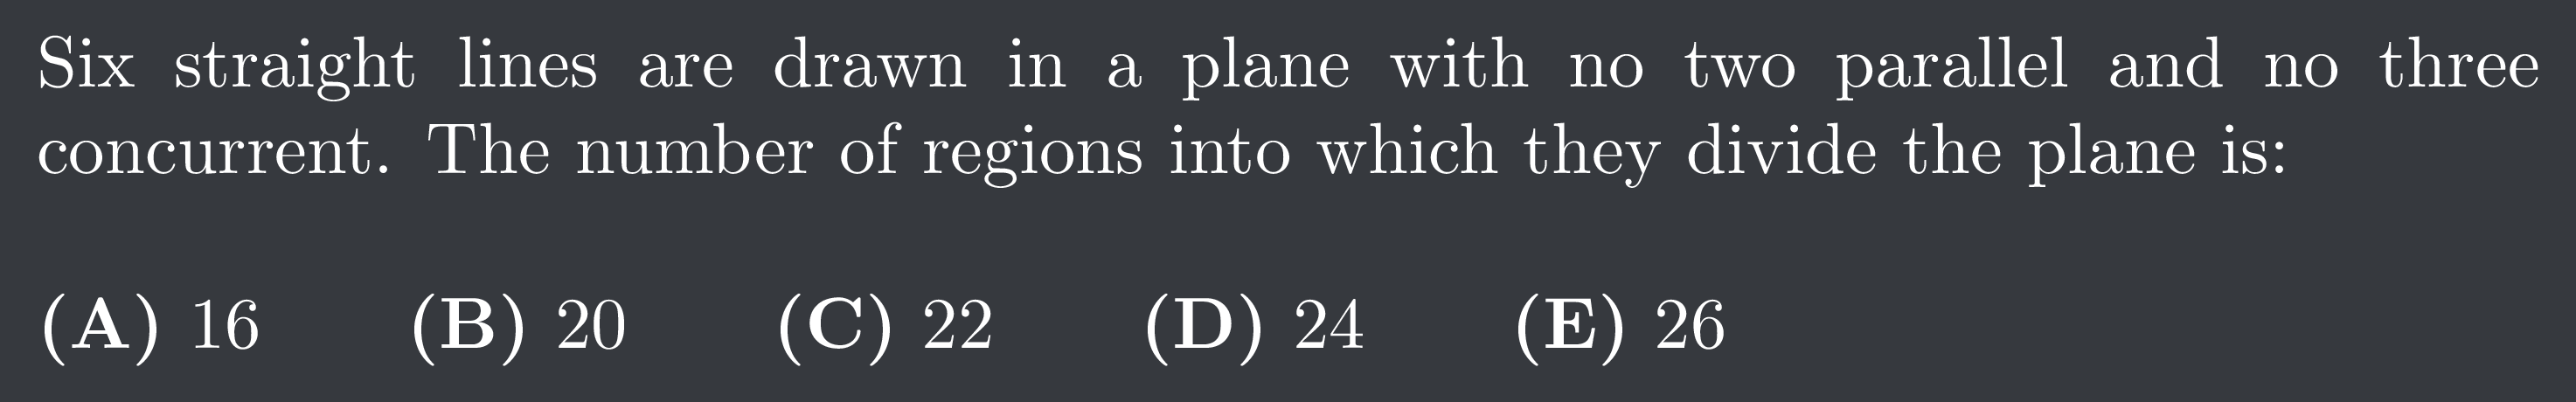 Six straight lines are drawn in a plane with no two parallel and no three
concurrent. The number of regions into which they divide the plane is:
(A) 16 (B) 20 (C) 22 (D) 24 (E) 26